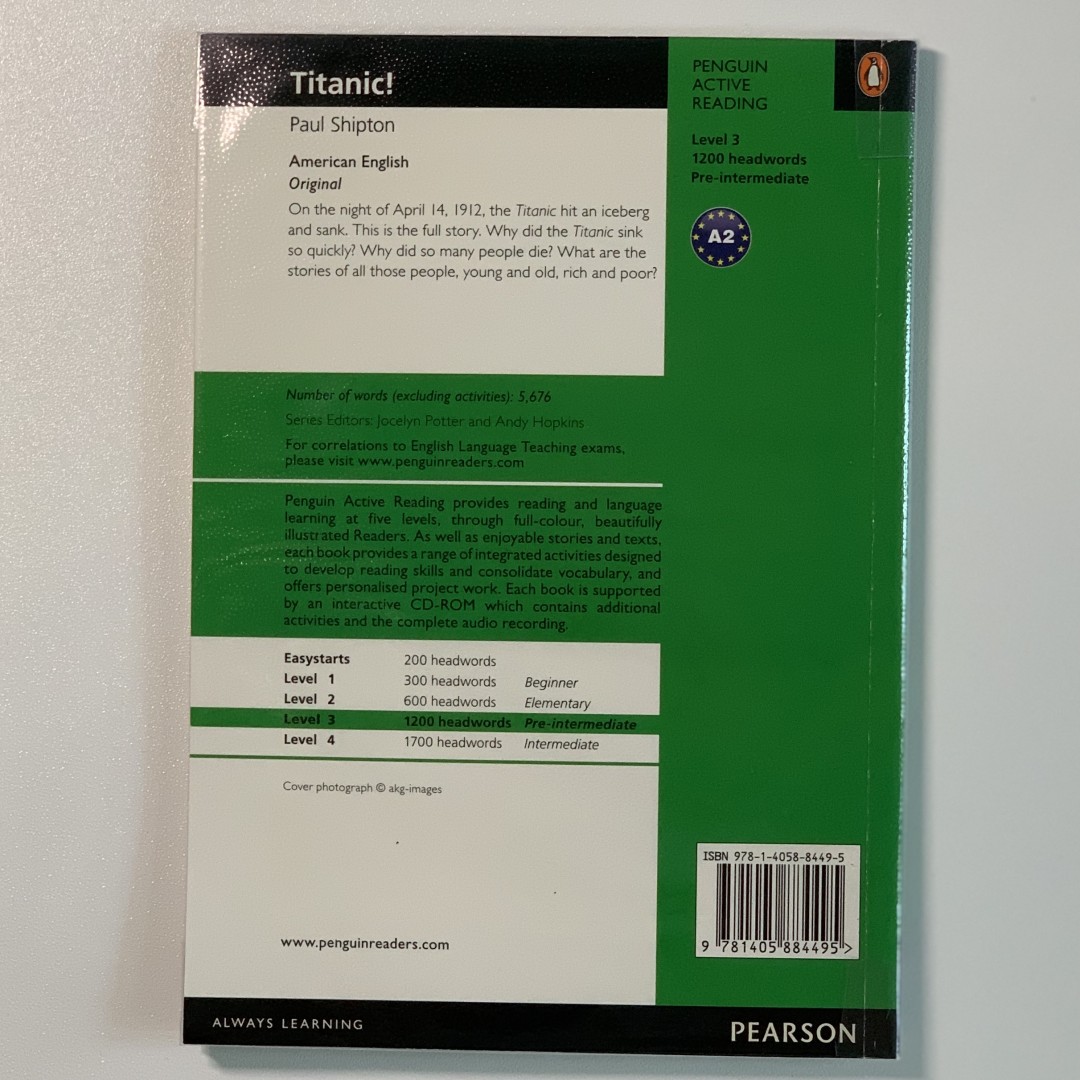 Titanic!
Paul Shipton
American English
Original
On the night of April 14, 1912, the Titanic hit an iceberg
and sank. This is the full story. Why did the Titanic sink
so quickly? Why did so many people die? What are the
stories of all those people, young and old, rich and poor?
Number of words (excluding activities): 5,676
Series Editors: Jocelyn Potter and Andy Hopkins
For correlations to English Language Teaching exams,
please visit www.penguinreaders.com
Penguin Active Reading provides reading and language
learning at five levels, through full-colour, beautifully
illustrated Readers. As well as enjoyable stories and texts,
each book provides a range of integrated activities designed
to develop reading skills and consolidate vocabulary, and
offers personalised project work. Each book is supported
by an interactive CD-ROM which contains additional
activities and the complete audio recording.
Easystarts 200 headwords
Level 1 300 headwords Beginner
Level 2 600 headwords Elementary
Level 3 1200 headwords Pre-intermediate
Level 4 1700 headwords Intermediate
Cover photograph © akg-images
www.penguinreaders.com
PENGUIN
ACTIVE
READING
Level 3
1200 headwords
Pre-intermediate
A2
ISBN 978-1-4058-8449-5
9 781405 884495 >
ALWAYS LEARNING
PEARSON